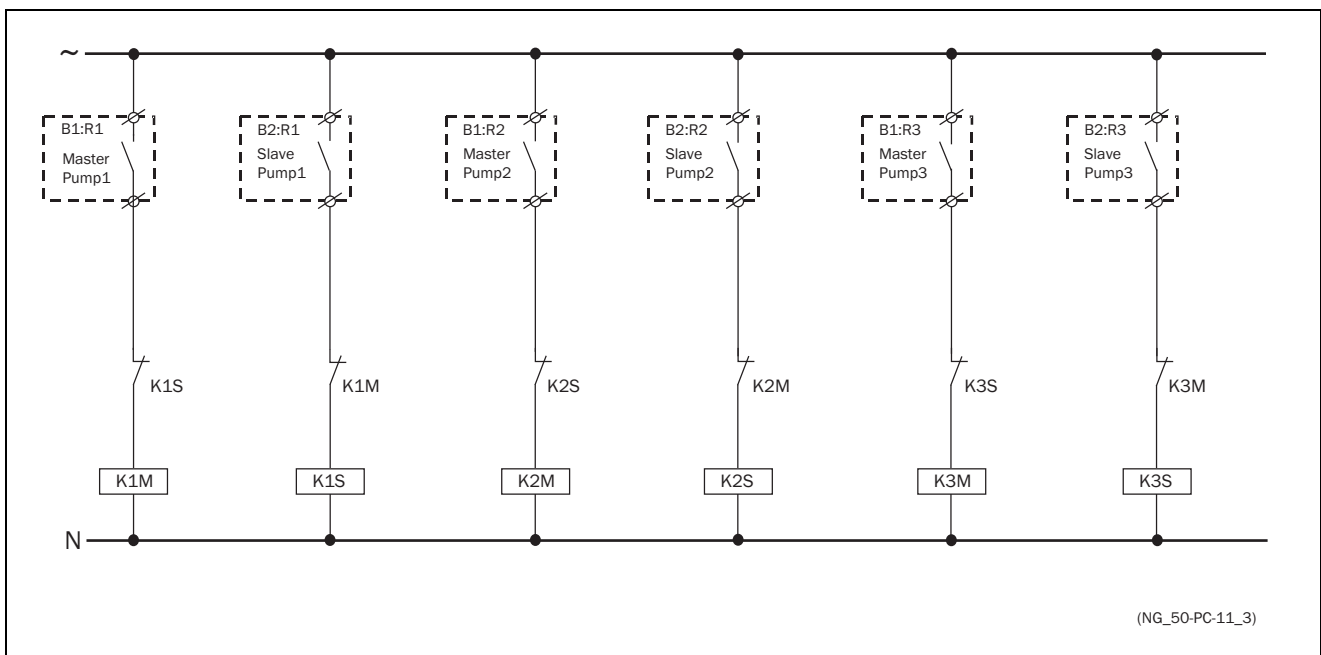 ~
B1:R1
Master
Pump1
B2:R1
Slave
Pump1
B1:R2
Master
Pump2
B2:R2
Slave
Pump2
B1:R3
Master
Pump3
B2:R3
Slave
Pump3
K1S
K1M
K2S
K2M
K3S
K3M
K1M
K1S
K2M
K2S
K3M
K3S
N
(NG_50-PC-11_3)